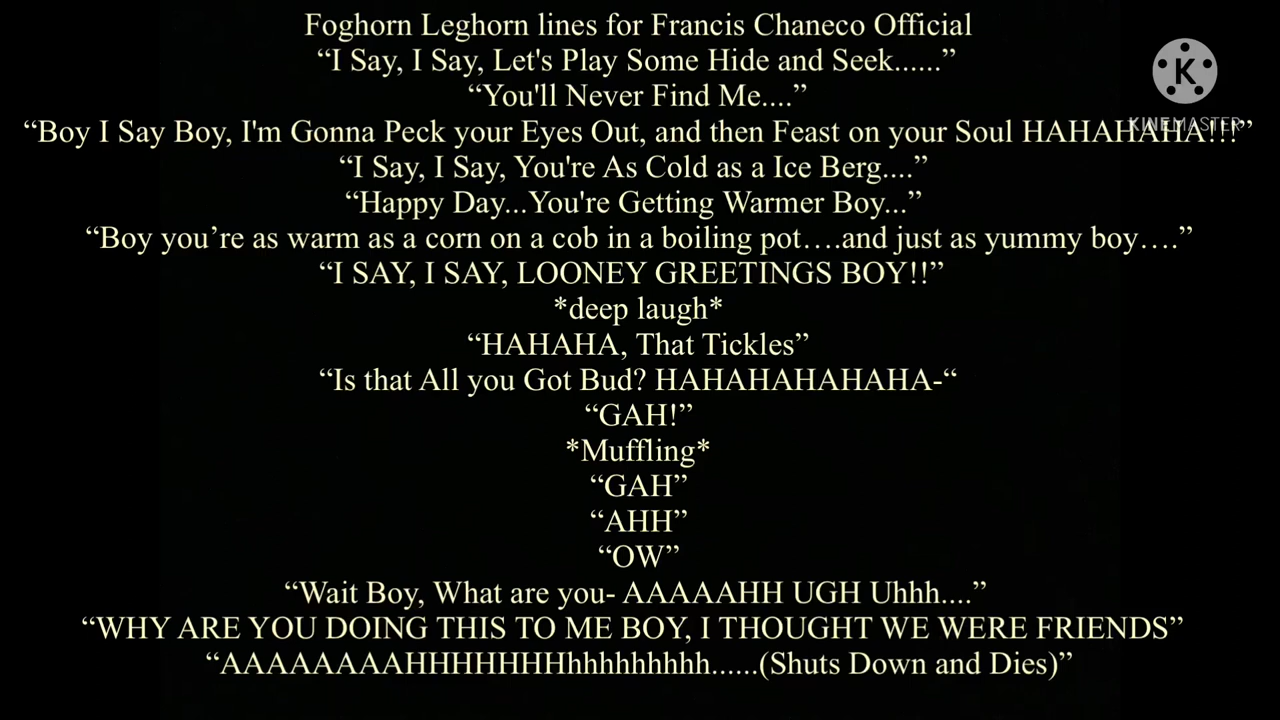 Foghorn Leghorn lines for Francis Chaneco Official
“I Say, I Say, Let's Play Some Hide and Seek......”
“You'll Never Find Me....”
“Boy I Say Boy, I'm Gonna Peck your Eyes Out, and then Feast on your Soul HAHAHAHA!!!”
“I Say, I Say, You're As Cold as a Ice Berg....”
“Happy Day...You're Getting Warmer Boy...”
“Boy you’re as warm as a corn on a cob in a boiling pot….and just as yummy boy….”
“I SAY, I SAY, LOONEY GREETINGS BOY!!”
*deep laugh*
“HAHAHA, That Tickles”
“Is that All you Got Bud? HAHAHAHAHAHA-“
“GAH!”
*Muffling*
“GAH”
“AHH”
“OW”
“Wait Boy, What are you- AAAAAHH UGH Uhhh....”
“WHY ARE YOU DOING THIS TO ME BOY, I THOUGHT WE WERE FRIENDS”
“AAAAAAAAHHHHHHHhhhhhhhhh......(Shuts Down and Dies)”
K
KINEMASTER